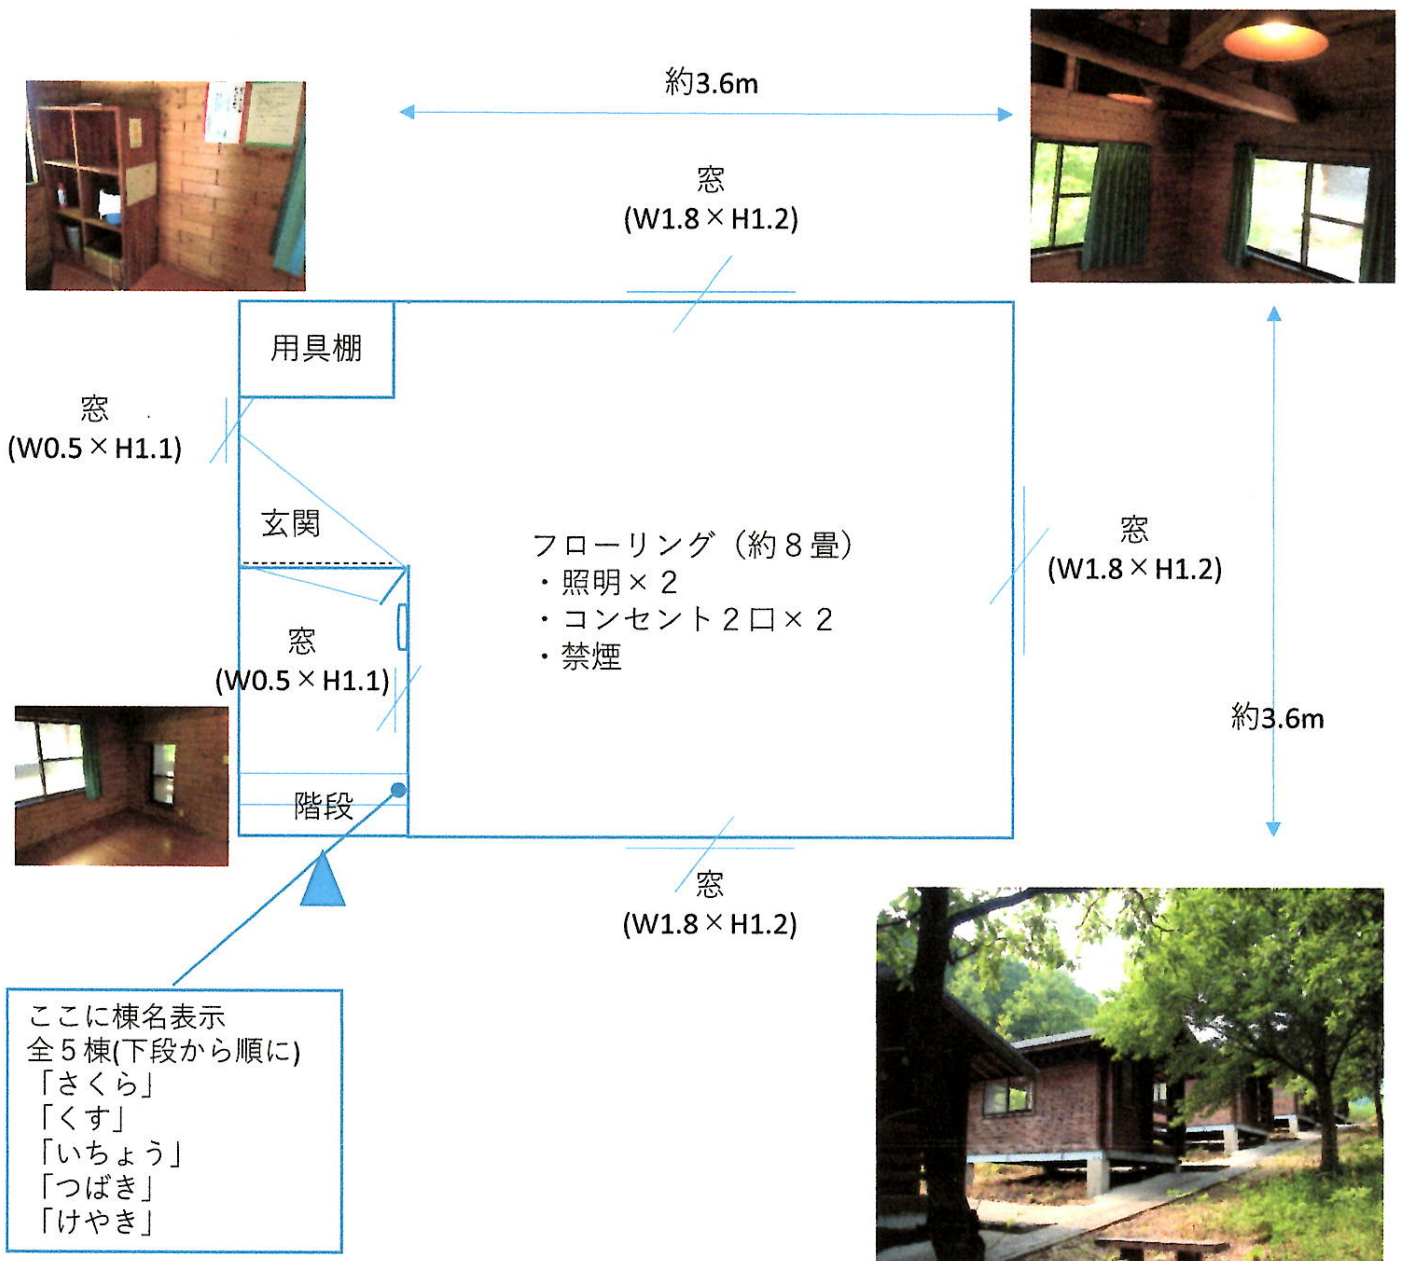 約3.6m
窓
(W1.8×H1.2)
用具棚
窓
(W0.5×H1.1)
玄関
フローリング（約８畳）
・照明×２
・コンセント２口×２
・禁煙
窓
(W1.8×H1.2)
窓
(W0.5×H1.1)
約3.6m
階段
窓
(W1.8×H1.2)
ここに棟名表示
全５棟(下段から順に)
「さくら」
「くす」
「いちょう」
「つばき」
「けやき」